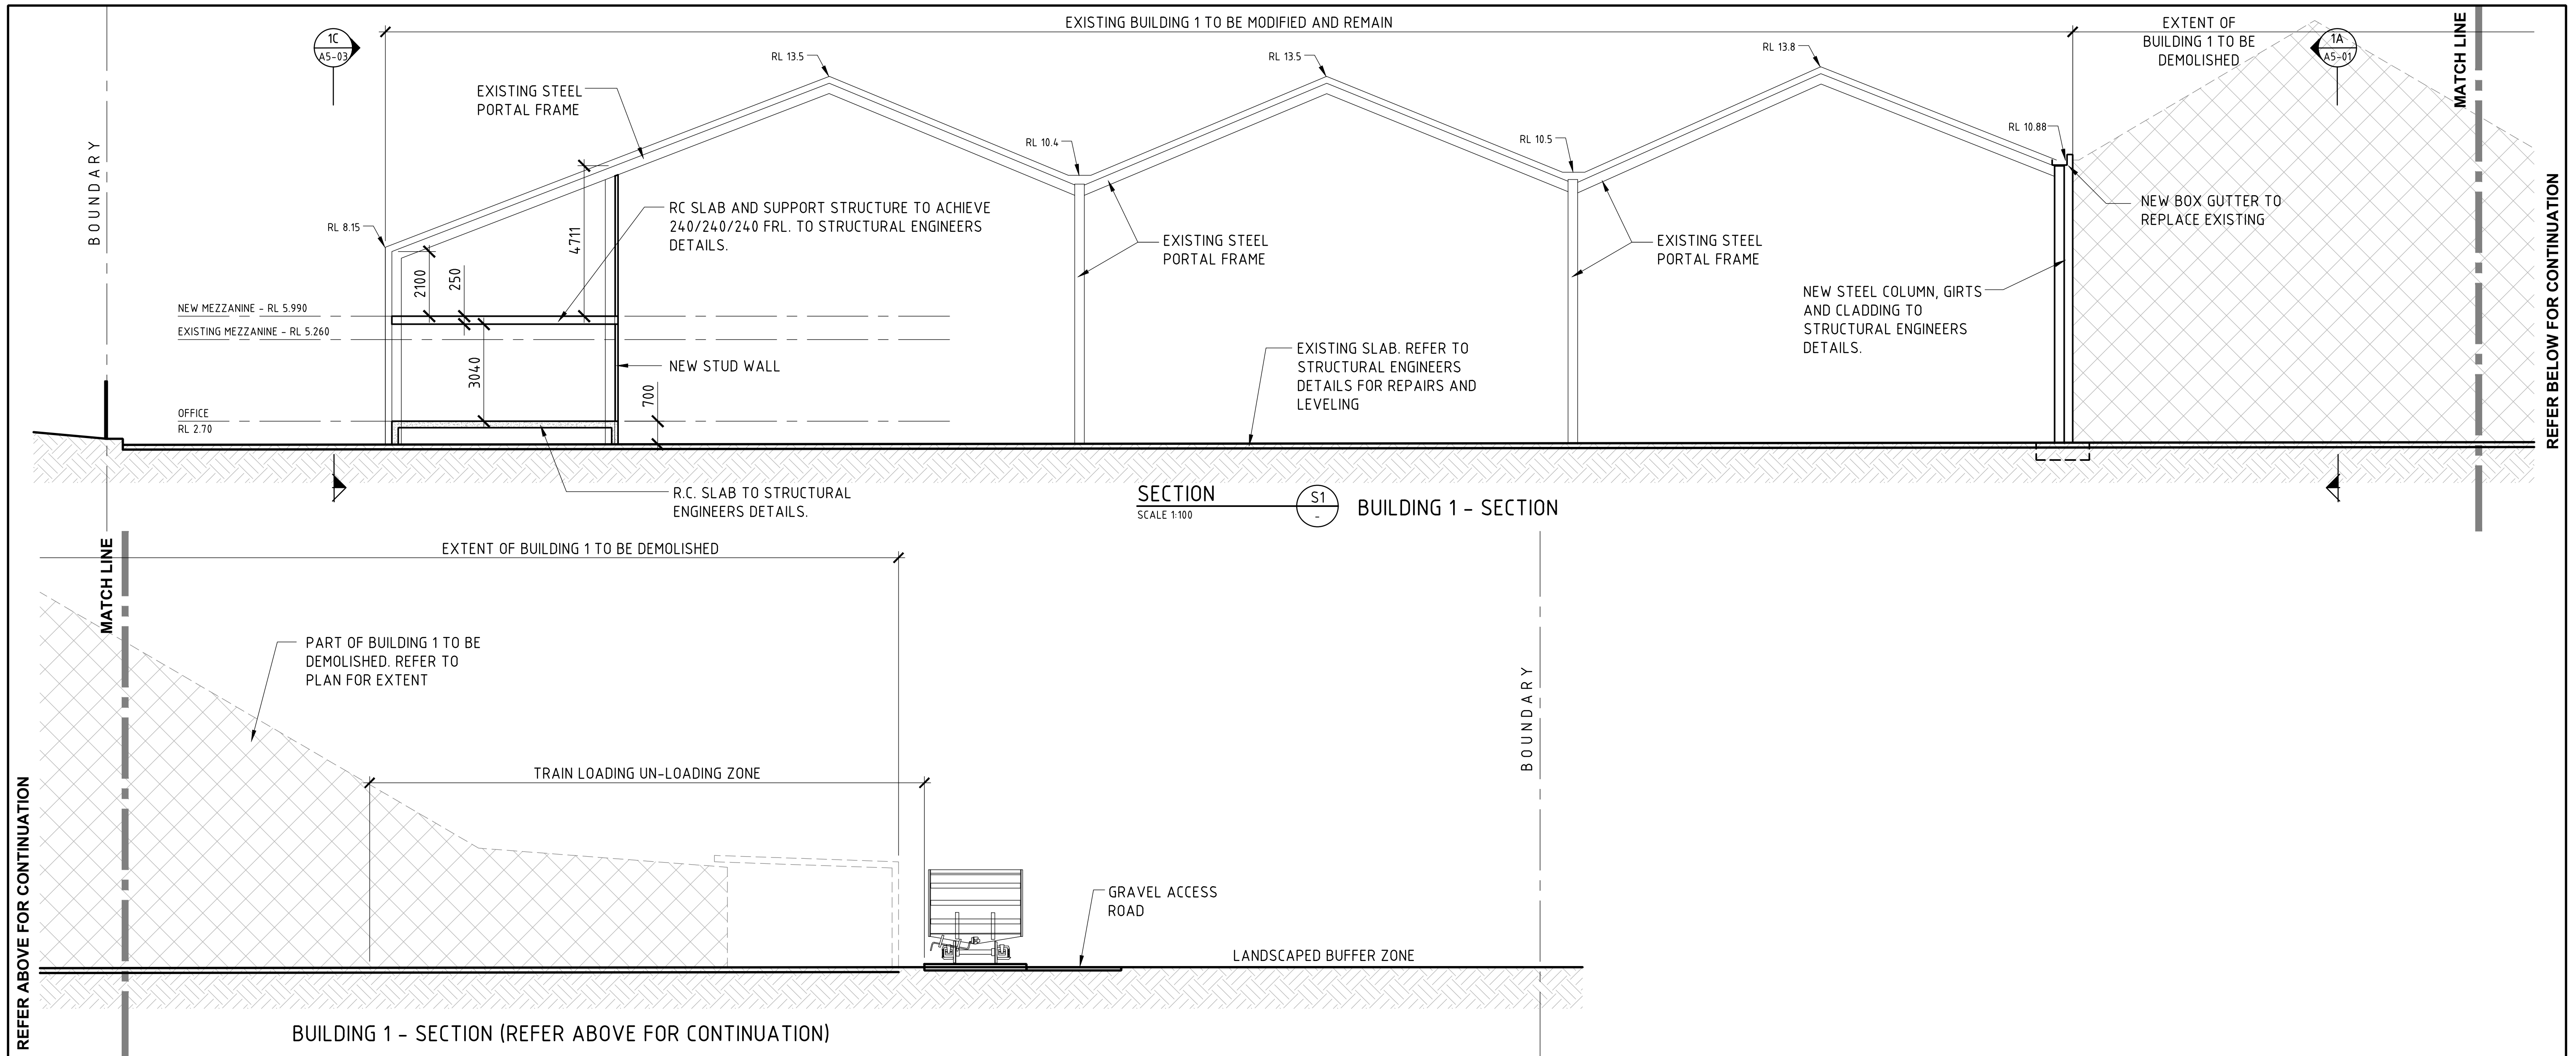 EXISTING BUILDING 1 TO BE MODIFIED AND REMAIN
EXTENT OF
BUILDING 1 TO BE
DEMOLISHED
1C
A5-03
1A
A5-01
MATCH LINE
RL 13.5
RL 13.5
RL 13.8
EXISTING STEEL
PORTAL FRAME
RL 10.4
RL 10.5
RL 10.88
BOUNDARY
RL 8.15
RC SLAB AND SUPPORT STRUCTURE TO ACHIEVE
240/240/240 FRL. TO STRUCTURAL ENGINEERS
DETAILS.
4711
2100
250
EXISTING STEEL
PORTAL FRAME
EXISTING STEEL
PORTAL FRAME
NEW BOX GUTTER TO
REPLACE EXISTING
NEW STEEL COLUMN, GIRTS
AND CLADDING TO
STRUCTURAL ENGINEERS
DETAILS.
REFER BELOW FOR CONTINUATION
NEW MEZZANINE - RL 5.990
EXISTING MEZZANINE - RL 5.260
3040
NEW STUD WALL
700
EXISTING SLAB. REFER TO
STRUCTURAL ENGINEERS
DETAILS FOR REPAIRS AND
LEVELING
OFFICE
RL 2.70
R.C. SLAB TO STRUCTURAL
ENGINEERS DETAILS.
SECTION
SCALE 1:100
S1
-
BUILDING 1 - SECTION
MATCH LINE
EXTENT OF BUILDING 1 TO BE DEMOLISHED
PART OF BUILDING 1 TO BE
DEMOLISHED. REFER TO
PLAN FOR EXTENT
BOUNDARY
TRAIN LOADING UN-LOADING ZONE
REFER ABOVE FOR CONTINUATION
GRAVEL ACCESS
ROAD
LANDSCAPED BUFFER ZONE
BUILDING 1 - SECTION (REFER ABOVE FOR CONTINUATION)